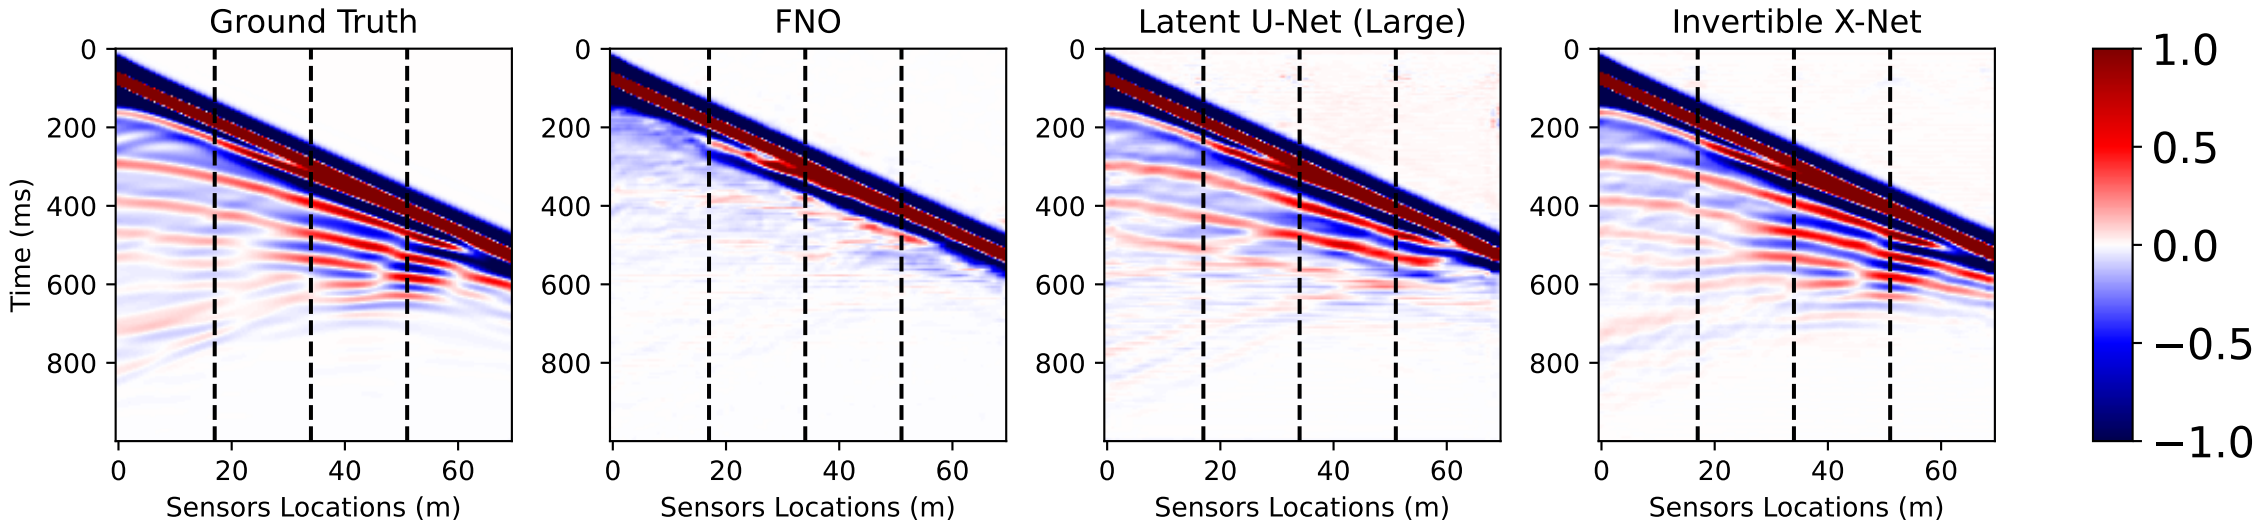 Ground Truth
FNO
Latent U-Net (Large)
Invertible X-Net
Time (ms)
0
200
400
600
800
0 20 40 60
Sensors Locations (m)
0
200
400
600
800
0 20 40 60
Sensors Locations (m)
0
200
400
600
800
0 20 40 60
Sensors Locations (m)
0
200
400
600
800
0 20 40 60
Sensors Locations (m)
1.0
0.5
0.0
−0.5
−1.0